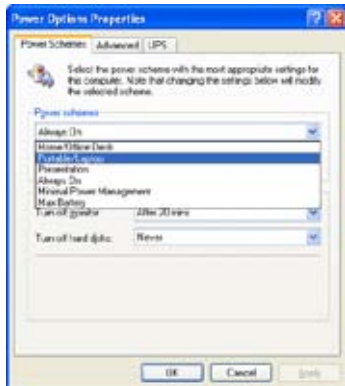 Power Options Properties
Power Schemes Advanced UPS
Select the power scheme with the most appropriate settings for
this computer. Note that changing the settings below will modify
the selected scheme.
Power schemes
Always On
Home/Office Desk
Portable/Laptop
Presentation
Always On
Minimal Power Management
Max Battery
Turn off monitor: After 20 mins
Turn off hard disks: Never
OK Cancel Apply